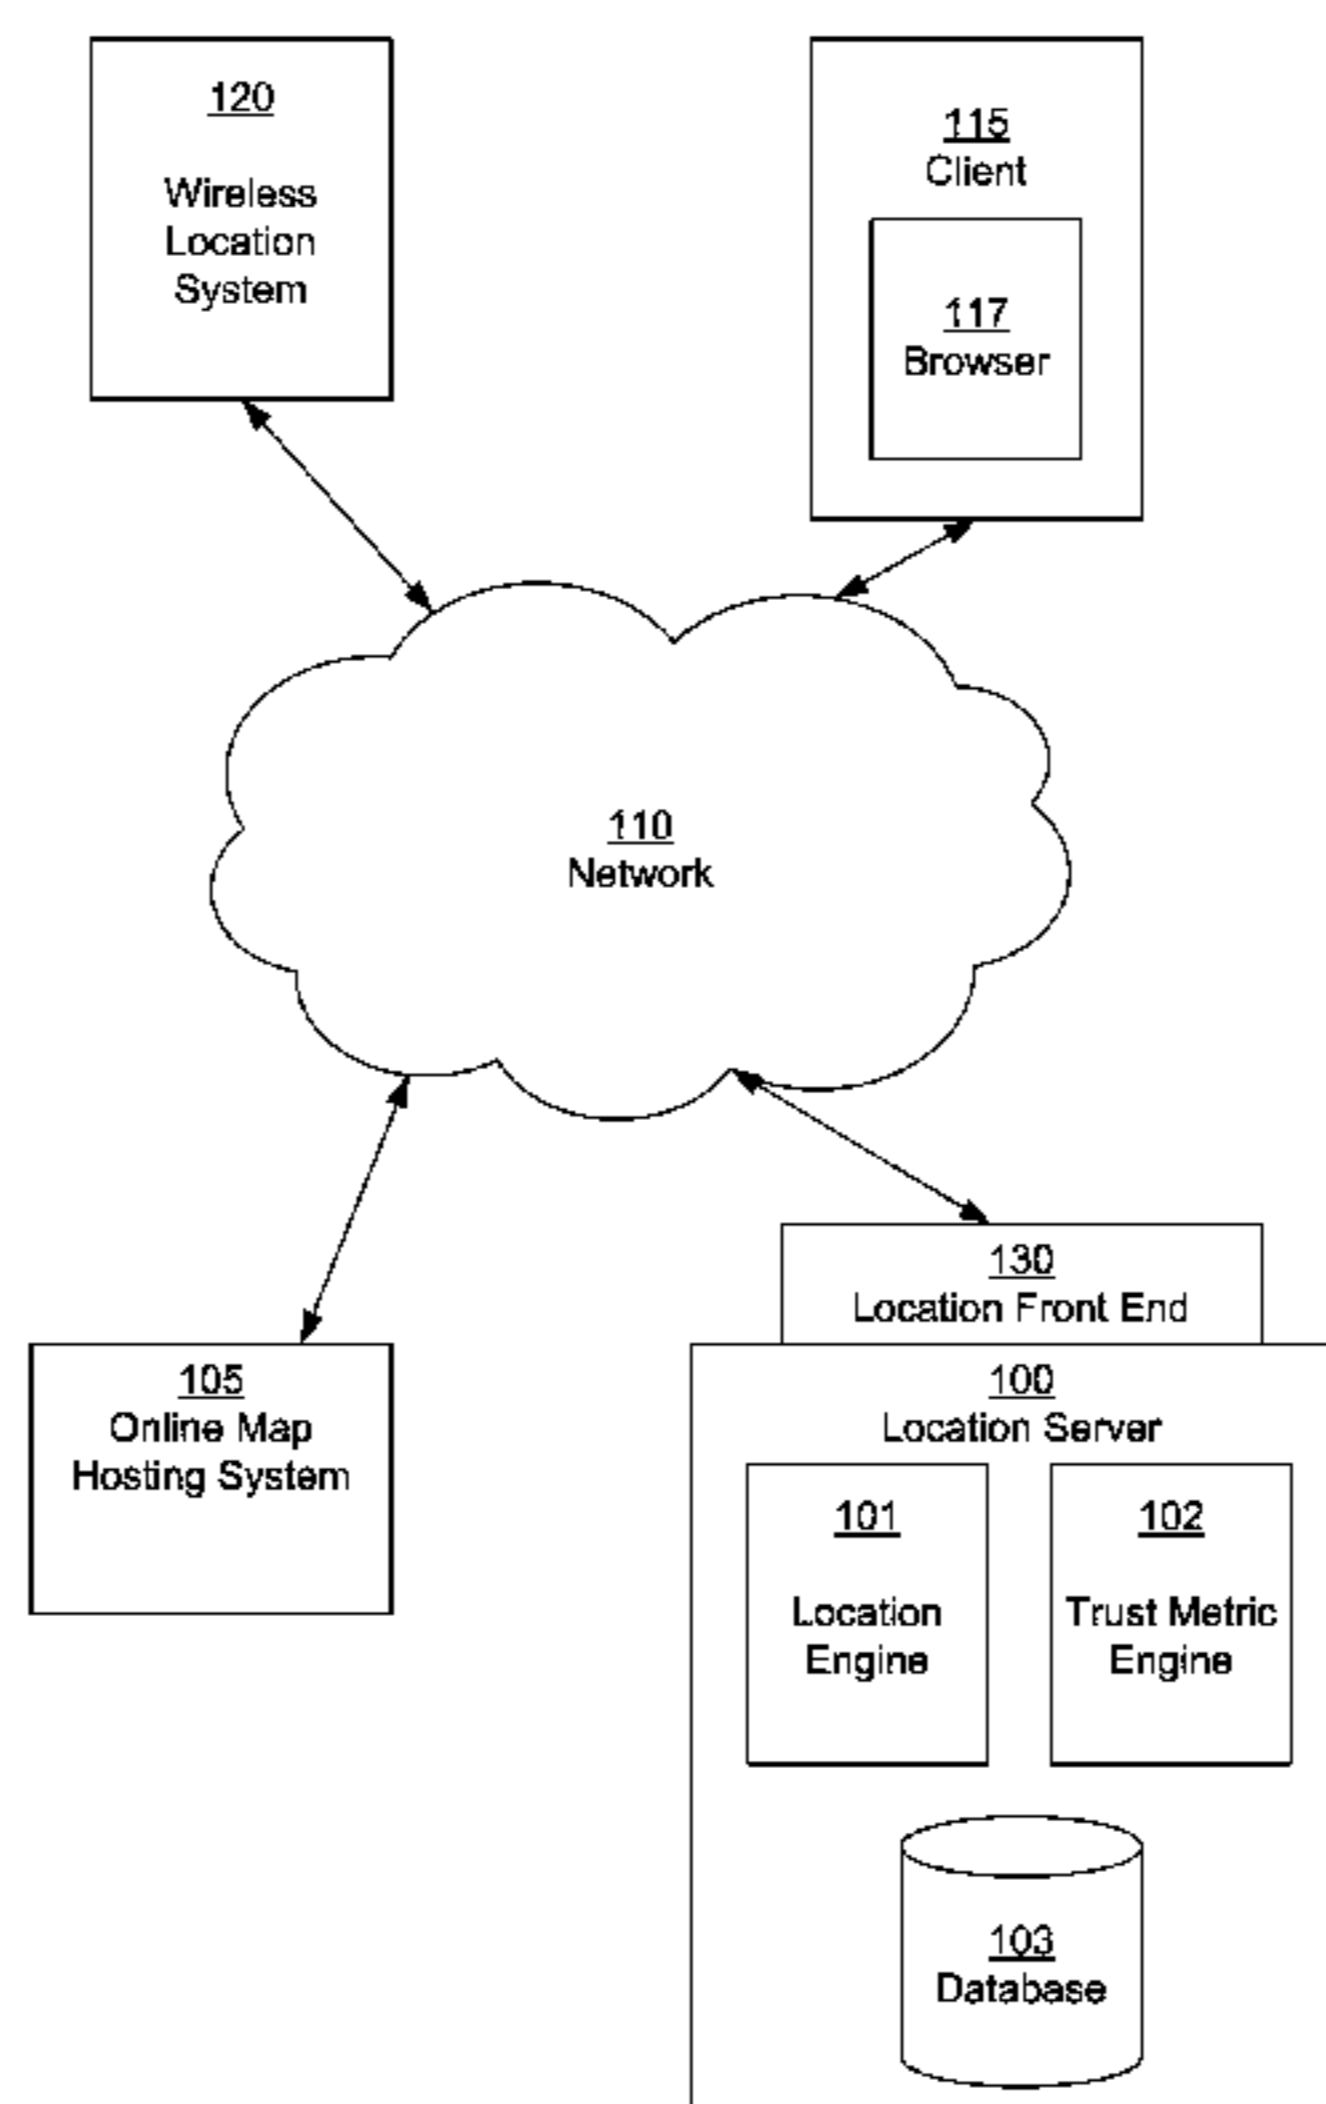 120
Wireless
Location
System
115
Client
117
Browser
110
Network
130
Location Front End
105
Online Map
Hosting System
100
Location Server
101
Location
Engine
102
Trust Metric
Engine
103
Database